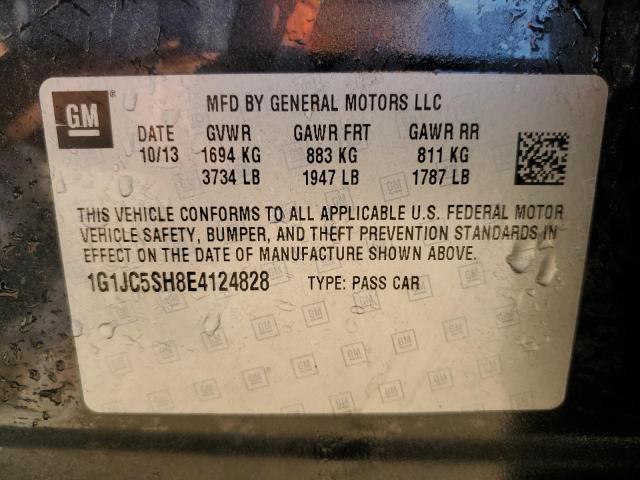 GM
MFD BY GENERAL MOTORS LLC
DATE GVWR GAWR FRT GAWR RR
10/13 1694 KG 883 KG 811 KG
3734 LB 1947 LB 1787 LB
THIS VEHICLE CONFORMS TO ALL APPLICABLE U.S. FEDERAL MOTOR
VEHICLE SAFETY, BUMPER, AND THEFT PREVENTION STANDARDS IN
EFFECT ON THE DATE OF MANUFACTURE SHOWN ABOVE.
1G1JC5SH8E4124828 TYPE: PASS CAR